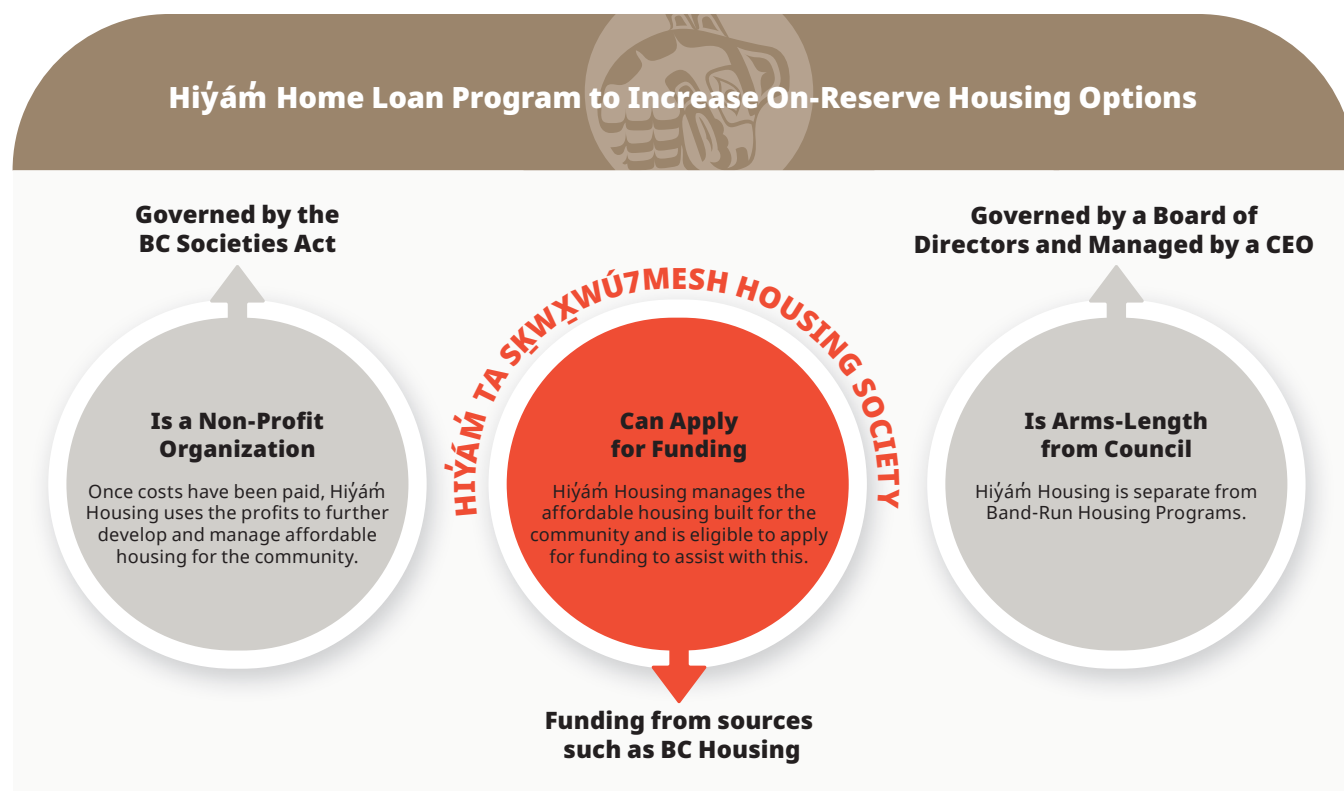 Hiy̓ám̓ Home Loan Program to Increase On-Reserve Housing Options
Governed by the
BC Societies Act
Is a Non-Profit
Organization
Once costs have been paid, Hiy̓ám̓
Housing uses the profits to further
develop and manage affordable
housing for the community.
HIY̓ÁM̓ TA SḴWX̱WÚ7MESH HOUSING SOCIETY
Can Apply
for Funding
Hiy̓ám̓ Housing manages the
affordable housing built for the
community and is eligible to apply
for funding to assist with this.
Funding from sources
such as BC Housing
Governed by a Board of
Directors and Managed by a CEO
Is Arms-Length
from Council
Hiy̓ám̓ Housing is separate from
Band-Run Housing Programs.